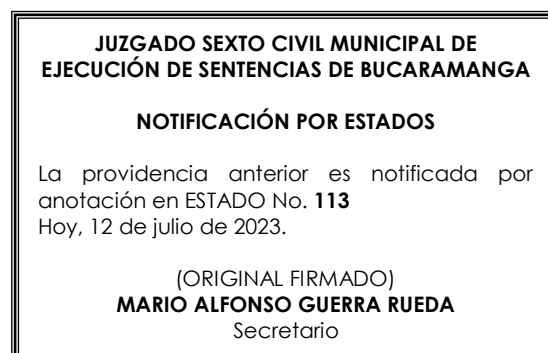 JUZGADO SEXTO CIVIL MUNICIPAL DE
EJECUCIÓN DE SENTENCIAS DE BUCARAMANGA
NOTIFICACIÓN POR ESTADOS
La providencia anterior es notificada por
anotación en ESTADO No. 113
Hoy, 12 de julio de 2023.
(ORIGINAL FIRMADO)
MARIO ALFONSO GUERRA RUEDA
Secretario